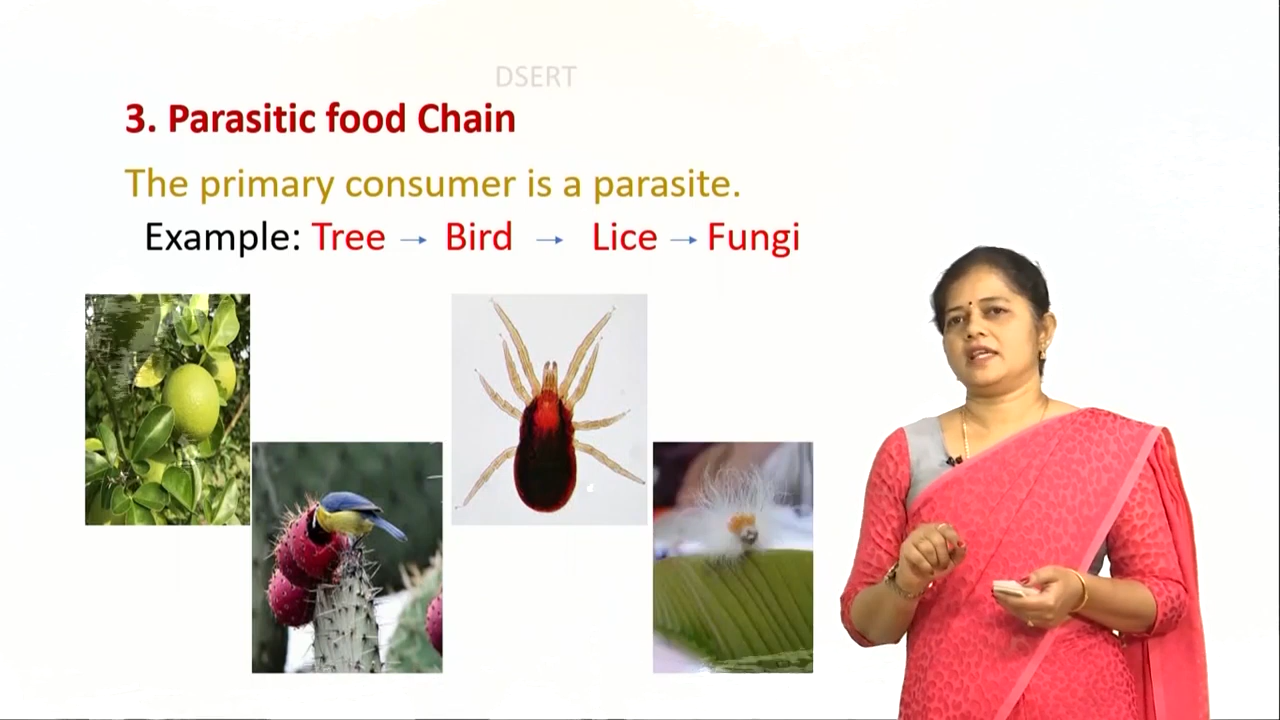 DSERT
3. Parasitic food Chain
The primary consumer is a parasite.
Example: Tree → Bird → Lice → Fungi